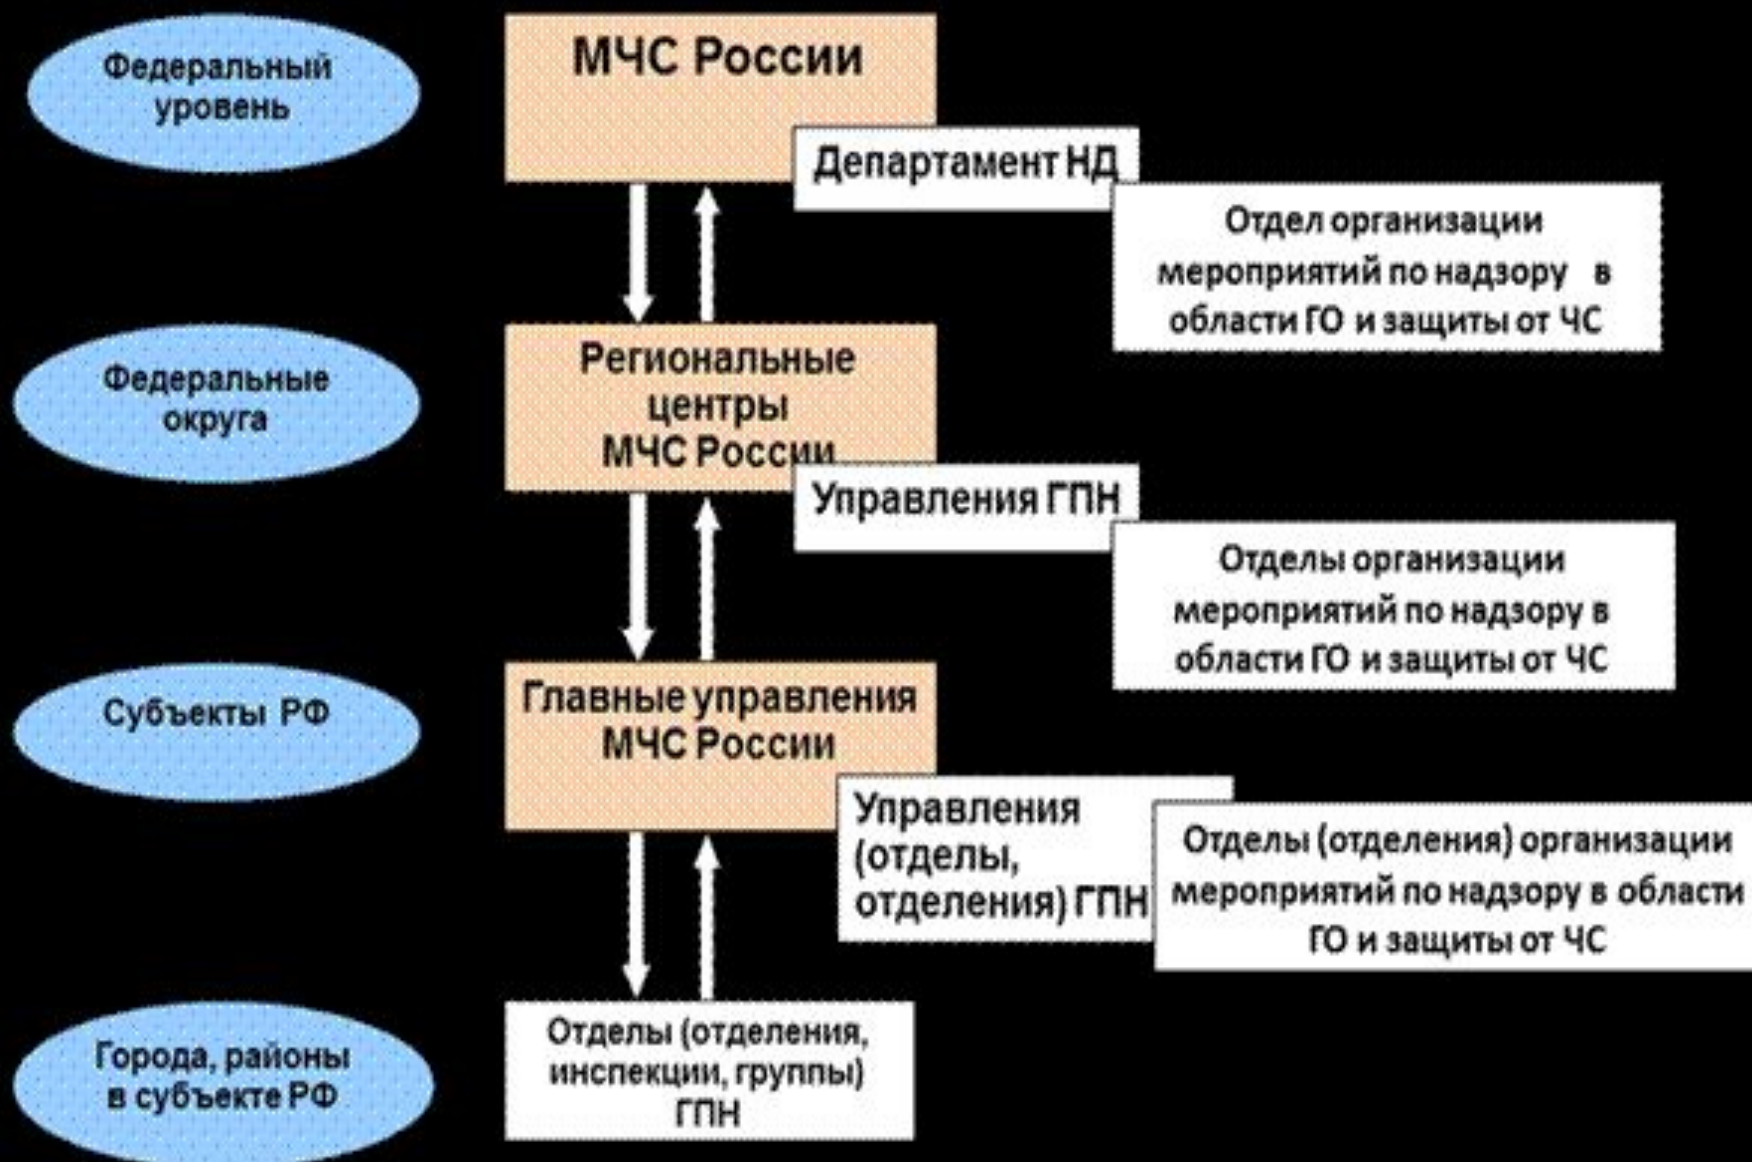 Федеральный
уровень
МЧС России
Департамент НД
Отдел организации
мероприятий по надзору в
области ГО и защиты от ЧС
Федеральные
округа
Региональные
центры
МЧС России
Управления ГПН
Отделы организации
мероприятий по надзору в
области ГО и защиты от ЧС
Субъекты РФ
Главные управления
МЧС России
Управления
(отделы,
отделения) ГПН
Отделы (отделения) организации
мероприятий по надзору в области
ГО и защиты от ЧС
Города, районы
в субъекте РФ
Отделы (отделения,
инспекции, группы)
ГПН